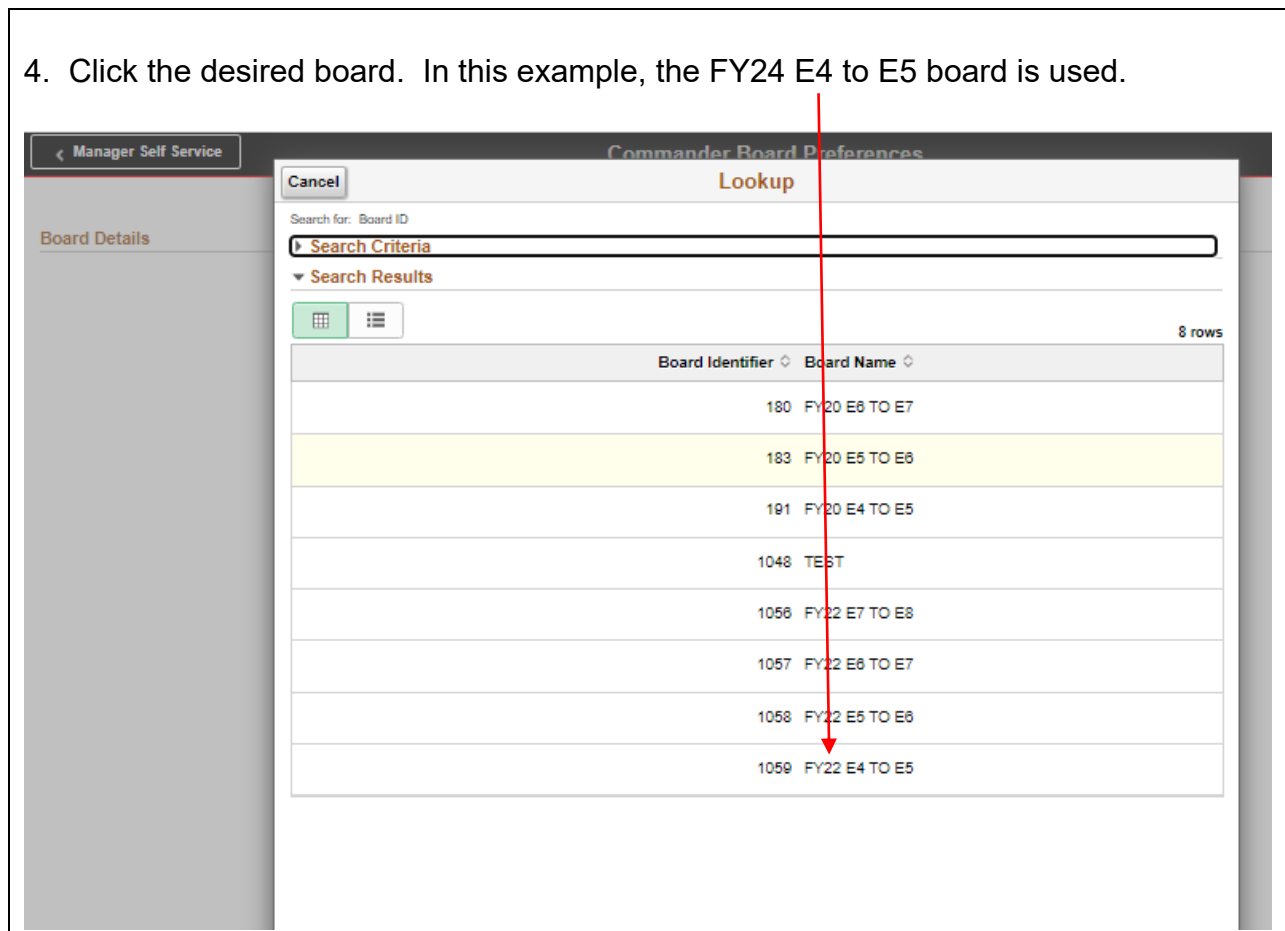 4. Click the desired board. In this example, the FY24 E4 to E5 board is used.
Manager Self Service
Commander Board Preferences
Cancel
Lookup
Search for: Board ID
Board Details
Search Criteria
Search Results
8 rows
Board Identifier Board Name
180 FY20 E6 TO E7
183 FY20 E5 TO E6
191 FY20 E4 TO E5
1048 TEST
1056 FY22 E7 TO E8
1057 FY22 E6 TO E7
1058 FY22 E5 TO E6
1059 FY22 E4 TO E5